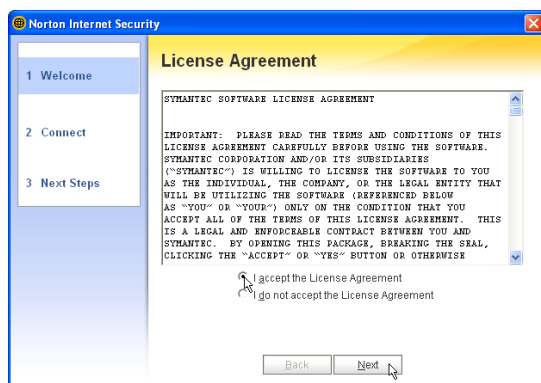 Norton Internet Security
1 Welcome
2 Connect
3 Next Steps
License Agreement
SYMANTEC SOFTWARE LICENSE AGREEMENT
IMPORTANT: PLEASE READ THE TERMS AND CONDITIONS OF THIS
LICENSE AGREEMENT CAREFULLY BEFORE USING THE SOFTWARE.
SYMANTEC CORPORATION AND/OR ITS SUBSIDIARIES
("SYMANTEC") IS WILLING TO LICENSE THE SOFTWARE TO YOU
AS THE INDIVIDUAL, THE COMPANY, OR THE LEGAL ENTITY THAT
WILL BE UTILIZING THE SOFTWARE (REFERENCED BELOW
AS "YOU" OR "YOUR") ONLY ON THE CONDITION THAT YOU
ACCEPT ALL OF THE TERMS OF THIS LICENSE AGREEMENT. THIS
IS A LEGAL AND ENFORCEABLE CONTRACT BETWEEN YOU AND
SYMANTEC. BY OPENING THIS PACKAGE, BREAKING THE SEAL,
CLICKING THE "ACCEPT" OR "YES" BUTTON OR OTHERWISE
I accept the License Agreement
I do not accept the License Agreement
Back
Next